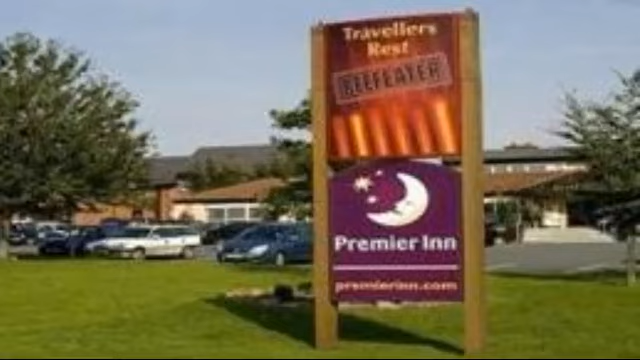 Travellers
Rest
BEEFEATER
Premier Inn
premierinn.com